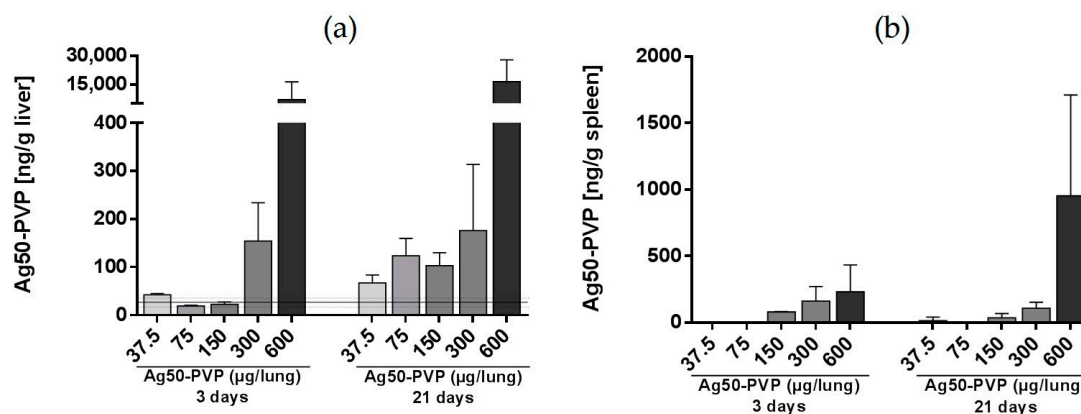 (a)
Ag50-PVP [ng/g liver]
30,000
15,000
400
300
200
100
0
37.5 75 150 300 600 37.5 75 150 300 600
Ag50-PVP (µg/lung) Ag50-PVP (µg/lung)
3 days 21 days
(b)
Ag50-PVP [ng/g spleen]
2000
1500
1000
500
0
37.5 75 150 300 600 37.5 75 150 300 600
Ag50-PVP (µg/lung) Ag50-PVP (µg/lung)
3 days 21 days